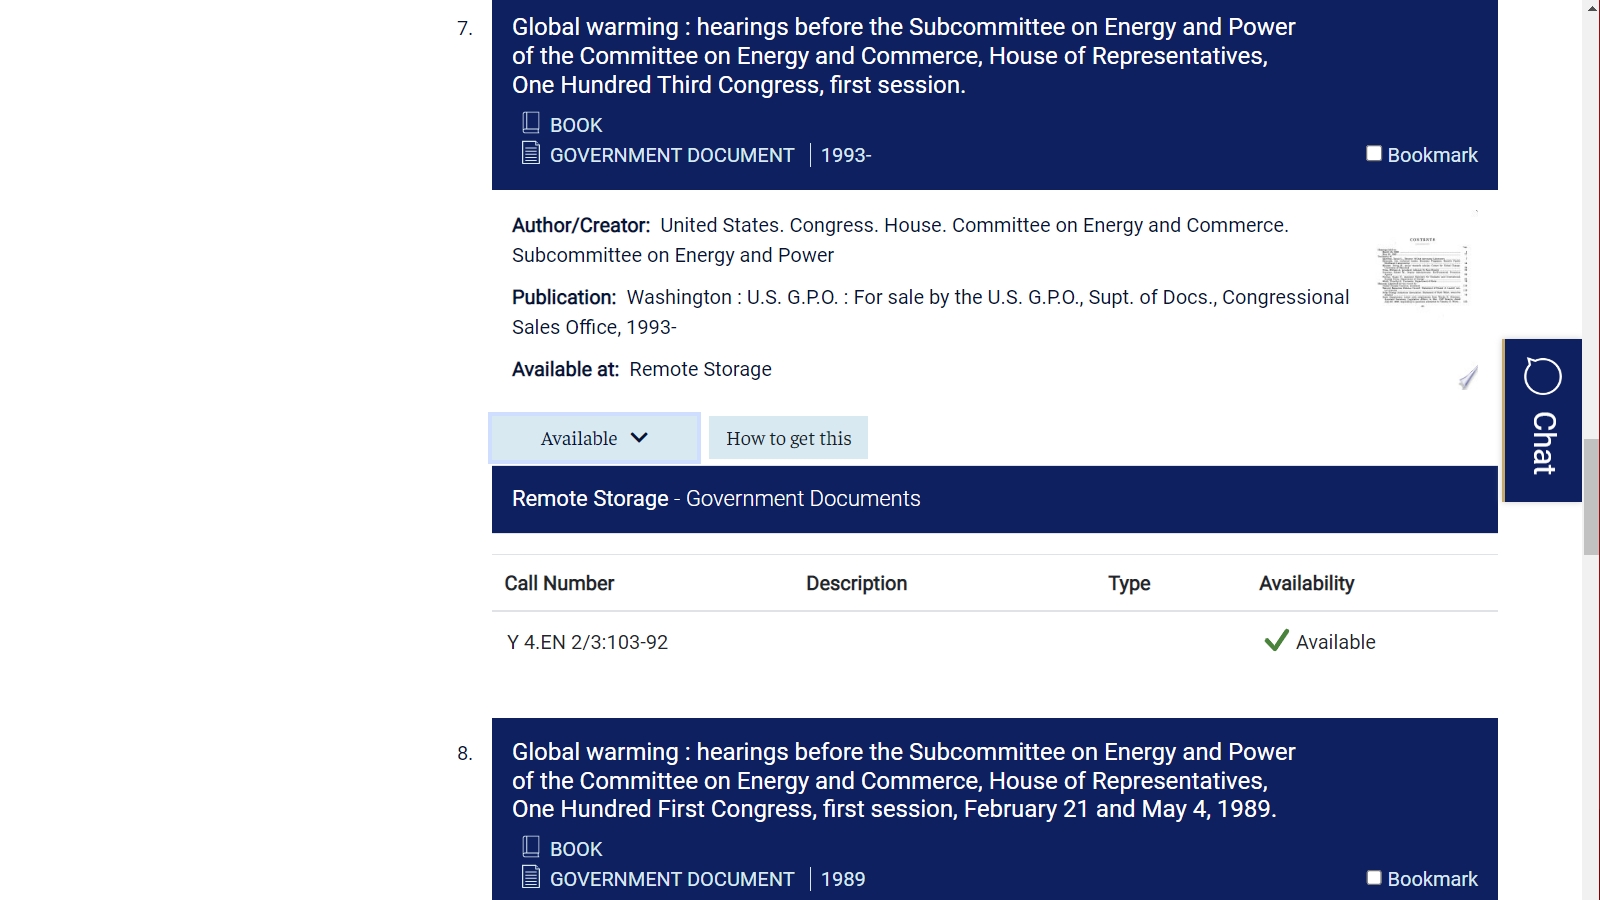 7.
Global warming : hearings before the Subcommittee on Energy and Power
of the Committee on Energy and Commerce, House of Representatives,
One Hundred Third Congress, first session.
BOOK
GOVERNMENT DOCUMENT 1993-
Bookmark
Author/Creator: United States. Congress. House. Committee on Energy and Commerce.
Subcommittee on Energy and Power
CONTENTS
Publication: Washington : U.S. G.P.O. : For sale by the U.S. G.P.O., Supt. of Docs., Congressional
Sales Office, 1993-
Available at: Remote Storage
Available
How to get this
Chat
Remote Storage - Government Documents
Call Number Description Type Availability
Y 4.EN 2/3:103-92 Available
8.
Global warming : hearings before the Subcommittee on Energy and Power
of the Committee on Energy and Commerce, House of Representatives,
One Hundred First Congress, first session, February 21 and May 4, 1989.
BOOK
GOVERNMENT DOCUMENT 1989
Bookmark